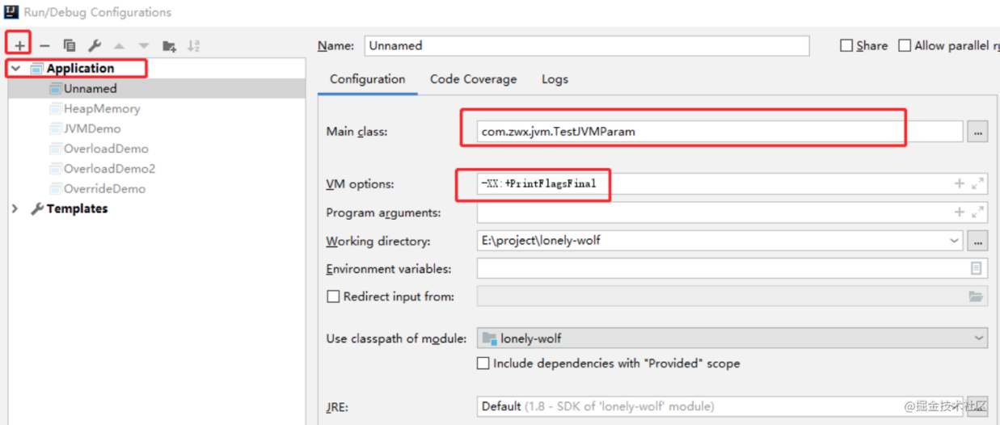 Run/Debug Configurations
Name: Unnamed Share Allow parallel
Application
Unnamed
HeapMemory
JVMDemo
OverloadDemo
OverloadDemo2
OverrideDemo
Templates
Configuration Code Coverage Logs
Main class: com.zwx.jvm.TestJVMParam ...
VM options: -XX:+PrintFlagsFinal
Program arguments:
Working directory: E:\project\lonely-wolf ...
Environment variables:
Redirect input from:
Use classpath of module: lonely-wolf
Include dependencies with "Provided" scope
JRE: Default (1.8 - SDK of 'lonely-wolf' module) ...
@掘金技术社区